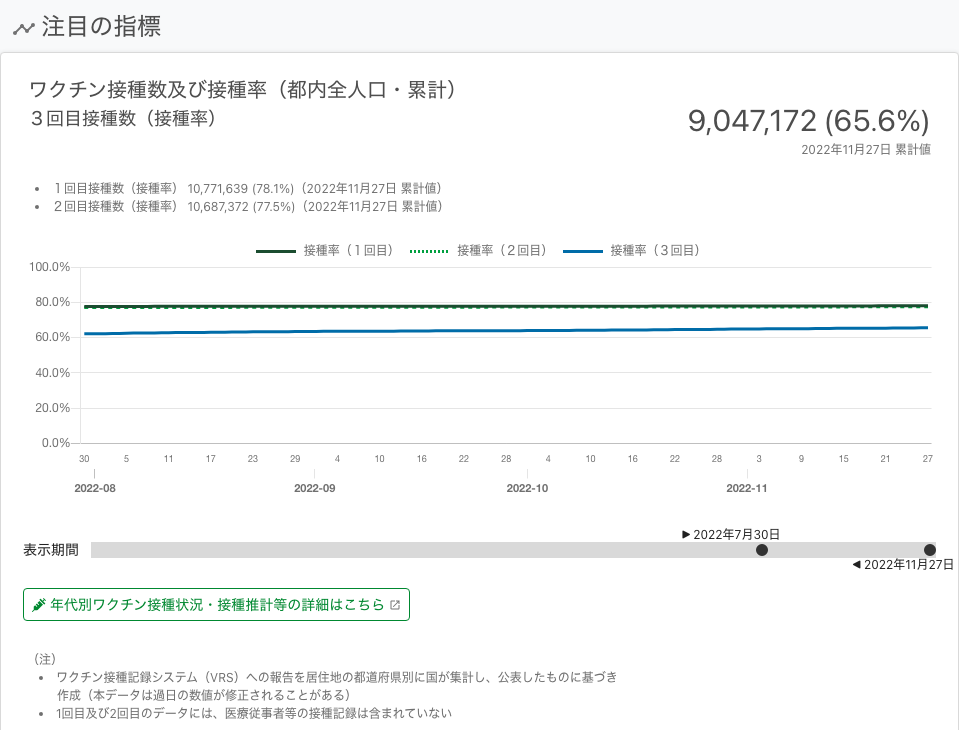 注目の指標
ワクチン接種数及び接種率（都内全人口・累計）
３回目接種数（接種率）
9,047,172 (65.6%)
2022年11月27日 累計値
• １回目接種数（接種率） 10,771,639 (78.1%)（2022年11月27日 累計値）
• ２回目接種数（接種率） 10,687,372 (77.5%)（2022年11月27日 累計値）
接種率（１回目） 接種率（２回目） 接種率（３回目）
100.0%
80.0%
60.0%
40.0%
20.0%
0.0%
30 5 11 17 23 29 4 10 16 22 28 4 10 16 22 28 3 9 15 21 27
2022-08 2022-09 2022-10 2022-11
▶ 2022年7月30日
表示期間
◀ 2022年11月27日
年代別ワクチン接種状況・接種推計等の詳細はこちら
（注）
• ワクチン接種記録システム（VRS）への報告を居住地の都道府県別に国が集計し、公表したものに基づき
作成（本データは過日の数値が修正されることがある）
• 1回目及び2回目のデータには、医療従事者等の接種記録は含まれていない